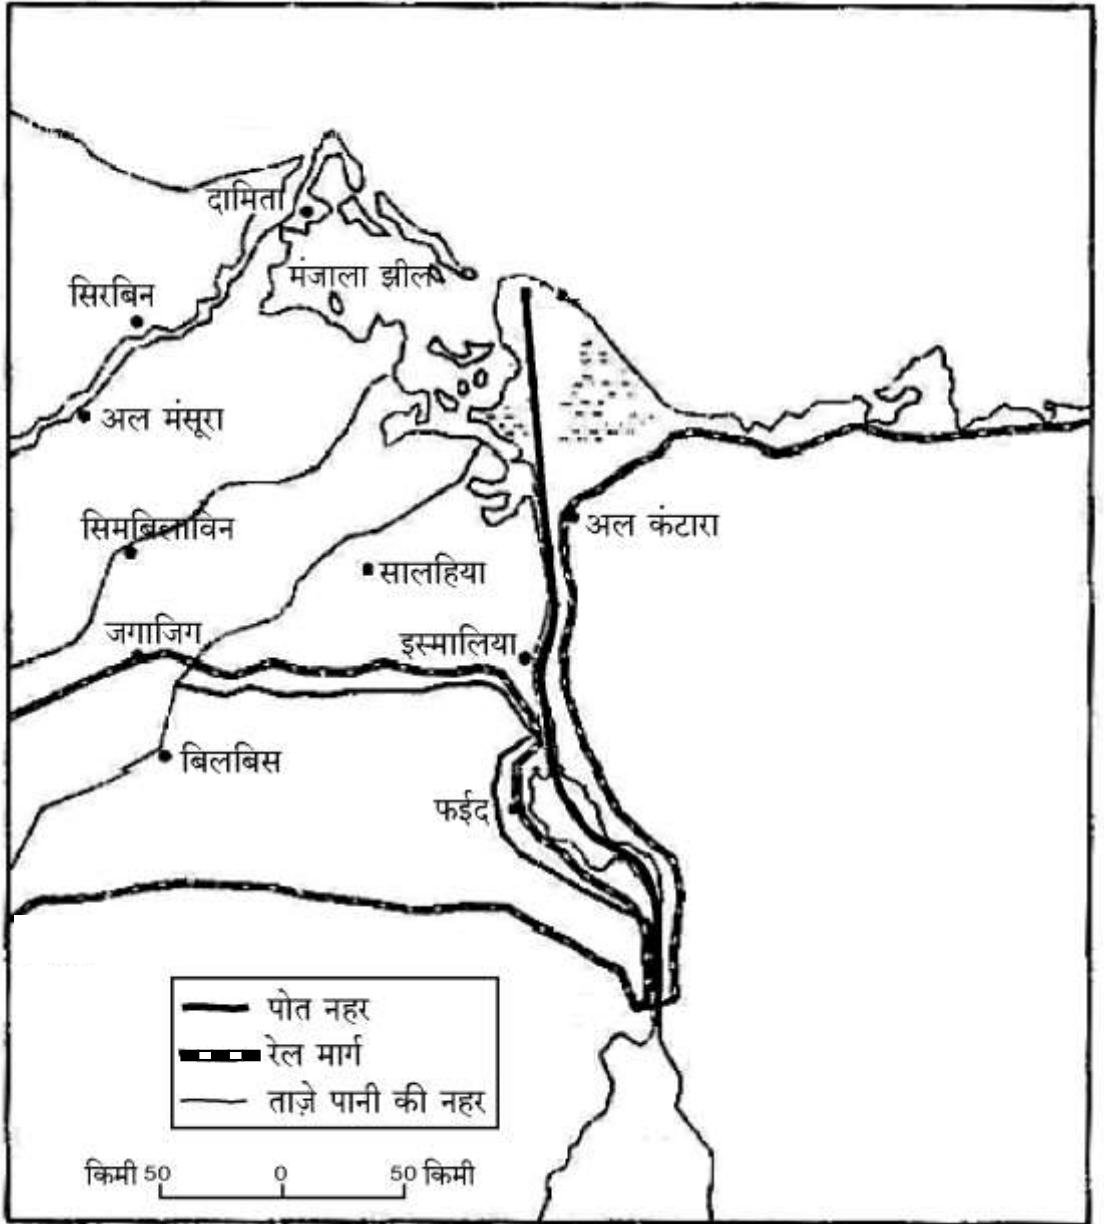 दामिता
मंजाला झील
सिरबिन
अल मंसूरा
सिमबिलाविन
अल कंटारा
सालहिया
जगाजिग
इस्मालिया
बिलबिस
फईद
पोत नहर
रेल मार्ग
ताज़े पानी की नहर
किमी 50 0 50 किमी